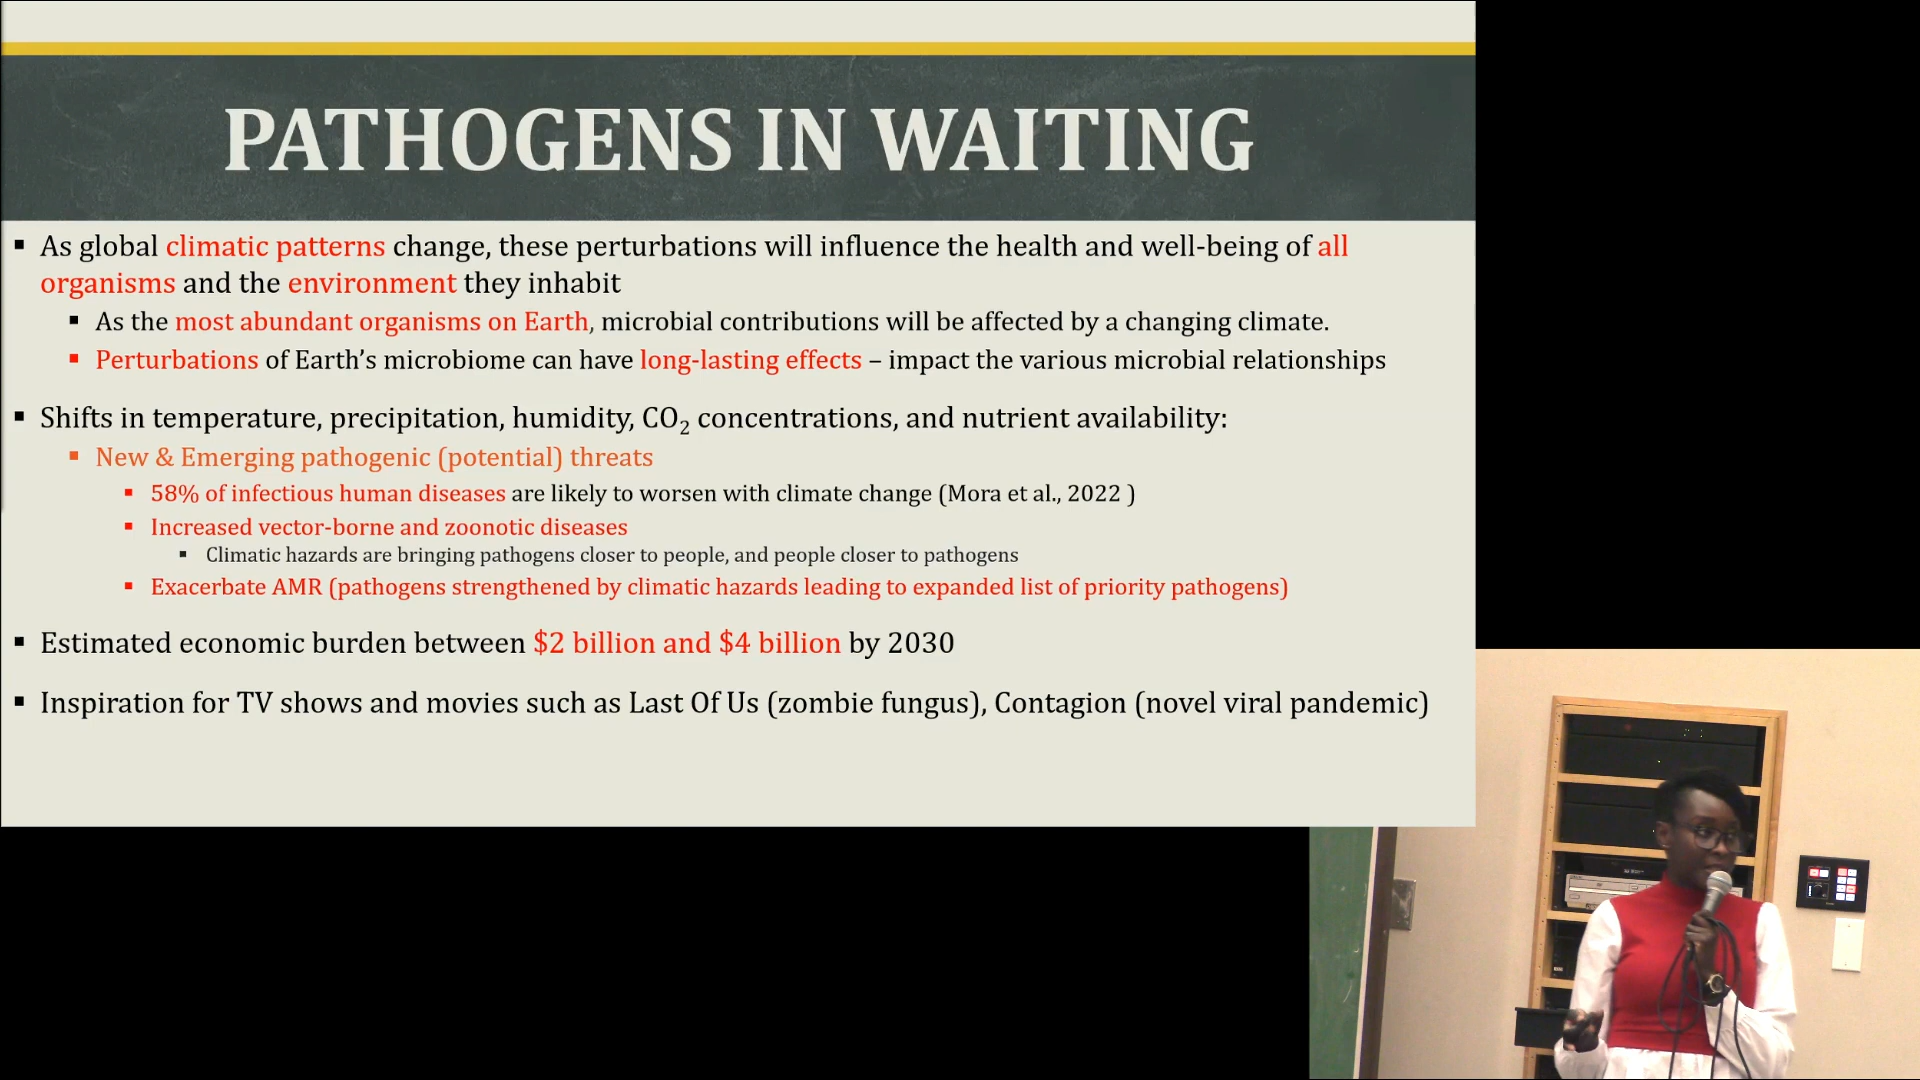 PATHOGENS IN WAITING
▪ As global climatic patterns change, these perturbations will influence the health and well-being of all
organisms and the environment they inhabit
▪ As the most abundant organisms on Earth, microbial contributions will be affected by a changing climate.
▪ Perturbations of Earth’s microbiome can have long-lasting effects – impact the various microbial relationships
▪ Shifts in temperature, precipitation, humidity, CO₂ concentrations, and nutrient availability:
▪ New & Emerging pathogenic (potential) threats
▪ 58% of infectious human diseases are likely to worsen with climate change (Mora et al., 2022 )
▪ Increased vector-borne and zoonotic diseases
▪ Climatic hazards are bringing pathogens closer to people, and people closer to pathogens
▪ Exacerbate AMR (pathogens strengthened by climatic hazards leading to expanded list of priority pathogens)
▪ Estimated economic burden between $2 billion and $4 billion by 2030
▪ Inspiration for TV shows and movies such as Last Of Us (zombie fungus), Contagion (novel viral pandemic)